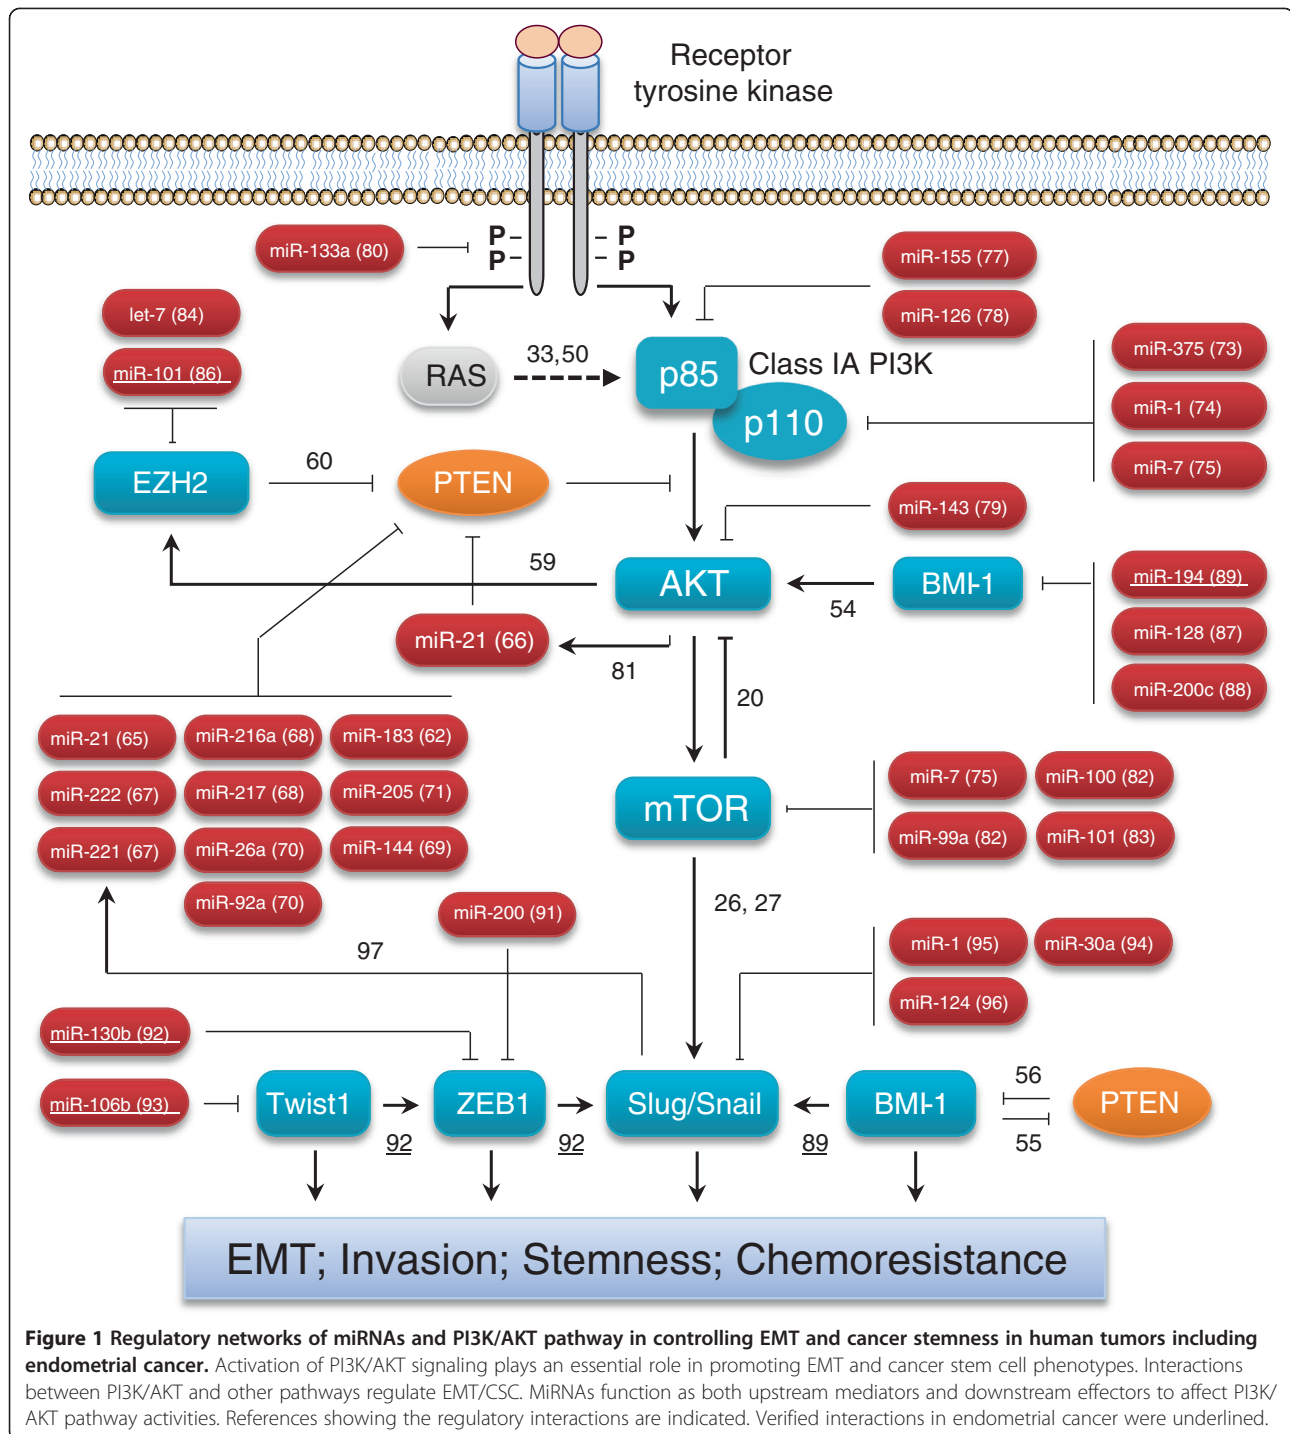 Receptor
tyrosine kinase
miR-133a (80)
P
P
P
P
miR-155 (77)
miR-126 (78)
let-7 (84)
miR-101 (86)
RAS
33,50
p85
Class IA PI3K
p110
miR-375 (73)
miR-1 (74)
miR-7 (75)
EZH2
60
PTEN
miR-143 (79)
59
AKT
54
BMI-1
miR-194 (89)
miR-128 (87)
miR-200c (88)
miR-21 (66)
81
20
miR-21 (65)
miR-216a (68)
miR-183 (62)
miR-222 (67)
miR-217 (68)
miR-205 (71)
miR-221 (67)
miR-26a (70)
miR-144 (69)
miR-92a (70)
mTOR
miR-7 (75)
miR-100 (82)
miR-99a (82)
miR-101 (83)
26, 27
miR-200 (91)
97
miR-1 (95)
miR-30a (94)
miR-124 (96)
miR-130b (92)
miR-106b (93)
Twist1
92
ZEB1
92
Slug/Snail
89
BMI-1
56
55
PTEN
EMT; Invasion; Stemness; Chemoresistance
Figure 1 Regulatory networks of miRNAs and PI3K/AKT pathway in controlling EMT and cancer stemness in human tumors including
endometrial cancer. Activation of PI3K/AKT signaling plays an essential role in promoting EMT and cancer stem cell phenotypes. Interactions
between PI3K/AKT and other pathways regulate EMT/CSC. MiRNAs function as both upstream mediators and downstream effectors to affect PI3K/
AKT pathway activities. References showing the regulatory interactions are indicated. Verified interactions in endometrial cancer were underlined.